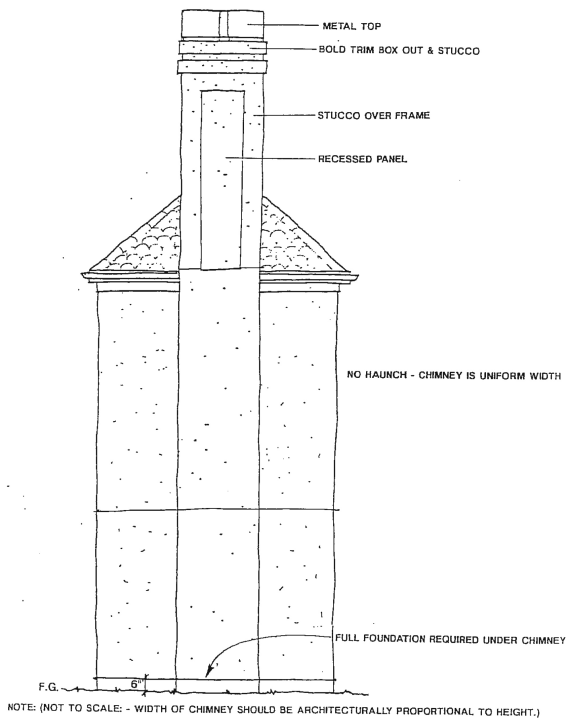 METAL TOP
BOLD TRIM BOX OUT & STUCCO
STUCCO OVER FRAME
RECESSED PANEL
NO HAUNCH - CHIMNEY IS UNIFORM WIDTH
FULL FOUNDATION REQUIRED UNDER CHIMNEY
F.G.
6"
NOTE: (NOT TO SCALE: - WIDTH OF CHIMNEY SHOULD BE ARCHITECTURALLY PROPORTIONAL TO HEIGHT.)